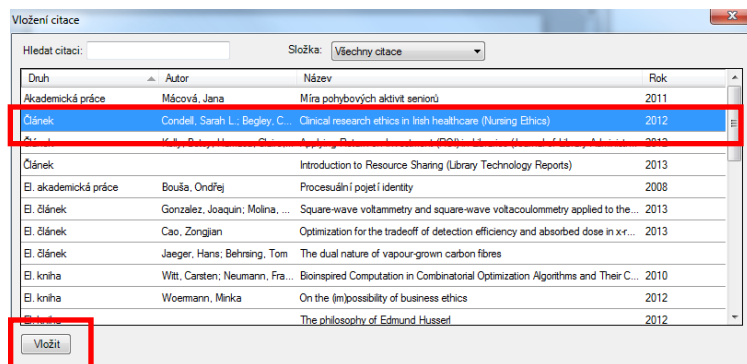 Vložení citace
Hledat citaci: Složka: Všechny citace
Druh Autor Název Rok
Akademická práce Mácová, Jana Míra pohybových aktivit seniorů 2011
Článek Condell, Sarah L.; Begley, C... Clinical research ethics in Irish healthcare (Nursing Ethics) 2012
Článek Introduction to Resource Sharing (Library Technology Reports) 2013
El. akademická práce Bouša, Ondřej Procesuální pojetí identity 2008
El. článek Gonzalez, Joaquin; Molina, ... Square-wave voltammetry and square-wave voltacoulommetry applied to the... 2013
El. článek Cao, Zongjian Optimization for the tradeoff of detection efficiency and absorbed dose in x-r... 2013
El. článek Jaeger, Hans; Behrsing, Tom The dual nature of vapour-grown carbon fibres
El. kniha Witt, Carsten; Neumann, Fra... Bioinspired Computation in Combinatorial Optimization Algorithms and Their C... 2010
El. kniha Woermann, Minka On the (im)possibility of business ethics 2012
El. kniha The philosophy of Edmund Husserl 2012
Vložit